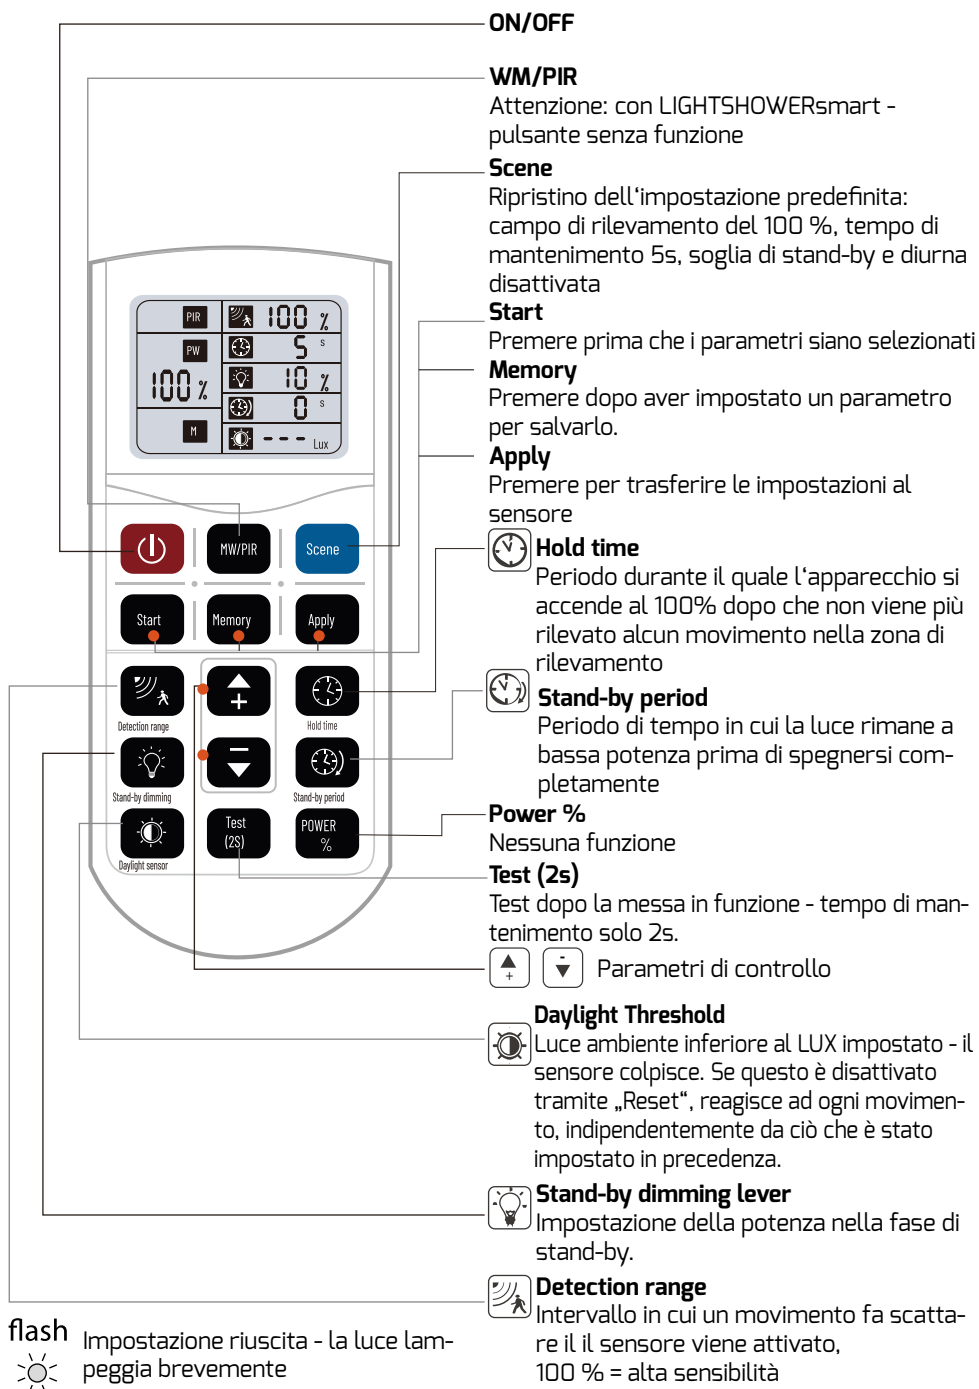 ON/OFF
WM/PIR
Attenzione: con LIGHTSHOWERsmart -
pulsante senza funzione
Scene
Ripristino dell‘impostazione predefinita:
campo di rilevamento del 100 %, tempo di
mantenimento 5s, soglia di stand-by e diurna
disattivata
Start
Premere prima che i parametri siano selezionati
Memory
Premere dopo aver impostato un parametro
per salvarlo.
Apply
Premere per trasferire le impostazioni al
sensore
Hold time
Periodo durante il quale l‘apparecchio si
accende al 100% dopo che non viene più
rilevato alcun movimento nella zona di
rilevamento
Stand-by period
Periodo di tempo in cui la luce rimane a
bassa potenza prima di spegnersi com-
pletamente
Power %
Nessuna funzione
Test (2s)
Test dopo la messa in funzione - tempo di man-
tenimento solo 2s.
▲ + - ▼ Parametri di controllo
Daylight Threshold
Luce ambiente inferiore al LUX impostato - il
sensore colpisce. Se questo è disattivato
tramite „Reset“, reagisce ad ogni movimen-
to, indipendentemente da ciò che è stato
impostato in precedenza.
Stand-by dimming lever
Impostazione della potenza nella fase di
stand-by.
Detection range
Intervallo in cui un movimento fa scatta-
re il il sensore viene attivato,
100 % = alta sensibilità
PIR
PW
100 %
M
100 %
5 s
10 %
0 s
--- Lux
MW/PIR
Scene
Start
Memory
Apply
Detection range
+
Hold time
Stand-by dimming
−
Stand-by period
Daylight sensor
Test
(2S)
POWER
%
flash
Impostazione riuscita - la luce lam-
peggia brevemente